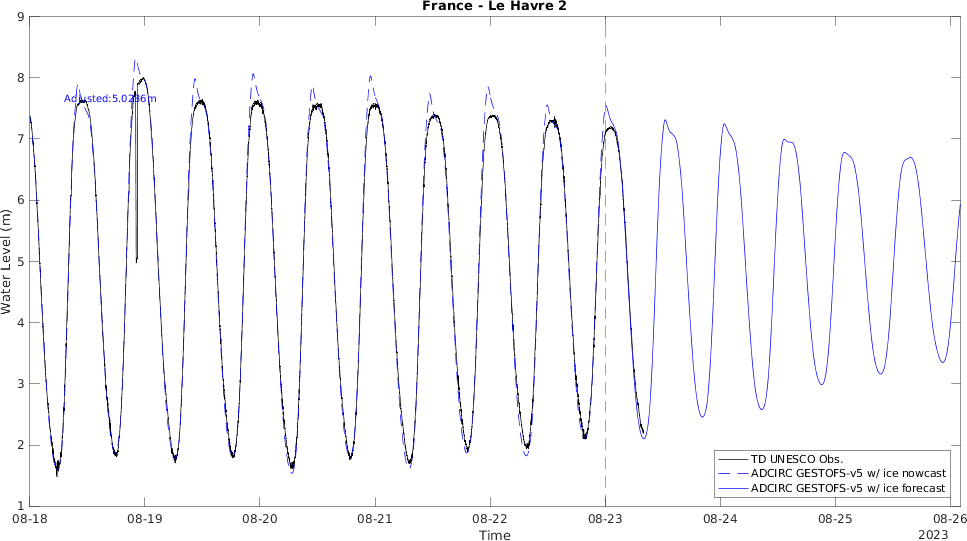 France - Le Havre 2
9
8
7
6
5
4
3
2
1
Water Level (m)
Adjusted:5.0236m
TD UNESCO Obs.
ADCIRC GESTOFS-v5 w/ ice nowcast
ADCIRC GESTOFS-v5 w/ ice forecast
08-18
08-19
08-20
08-21
08-22
08-23
08-24
08-25
08-26
Time
2023